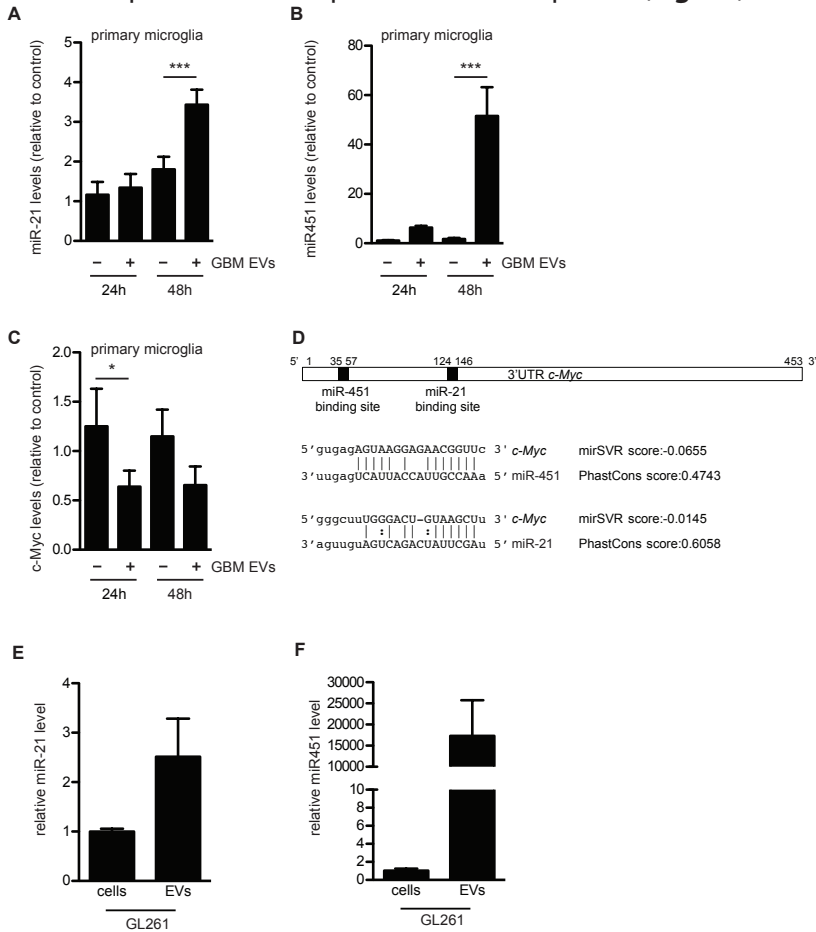 A
primary microglia
miR-21 levels (relative to control)
5
4
3
2
1
0
***
– + – + GBM EVs
24h 48h
B
primary microglia
miR451 levels (relative to control)
80
60
40
20
0
***
– + – + GBM EVs
24h 48h
C
primary microglia
c-Myc levels (relative to control)
2.0
1.5
1.0
0.5
0.0
*
– + – + GBM EVs
24h 48h
D
5' 1 35 57 124 146 453 3'
3'UTR c-Myc
miR-451 binding site
miR-21 binding site
5'gugagAGUAAGGAGAACGGUUc 3' c-Myc mirSVR score:-0.0655
3'uugagUCAUUACCAUUGCCAAa 5' miR-451 PhastCons score:0.4743
5'gggcuuUGGGACU-GUAAGCUu 3' c-Myc mirSVR score:-0.0145
3'aguuguAGUCAGACUAUUCGAu 5' miR-21 PhastCons score:0.6058
E
relative miR-21 level
4
3
2
1
0
cells EVs
GL261
F
relative miR451 level
30000
25000
20000
15000
10000
10
8
6
4
2
0
cells EVs
GL261